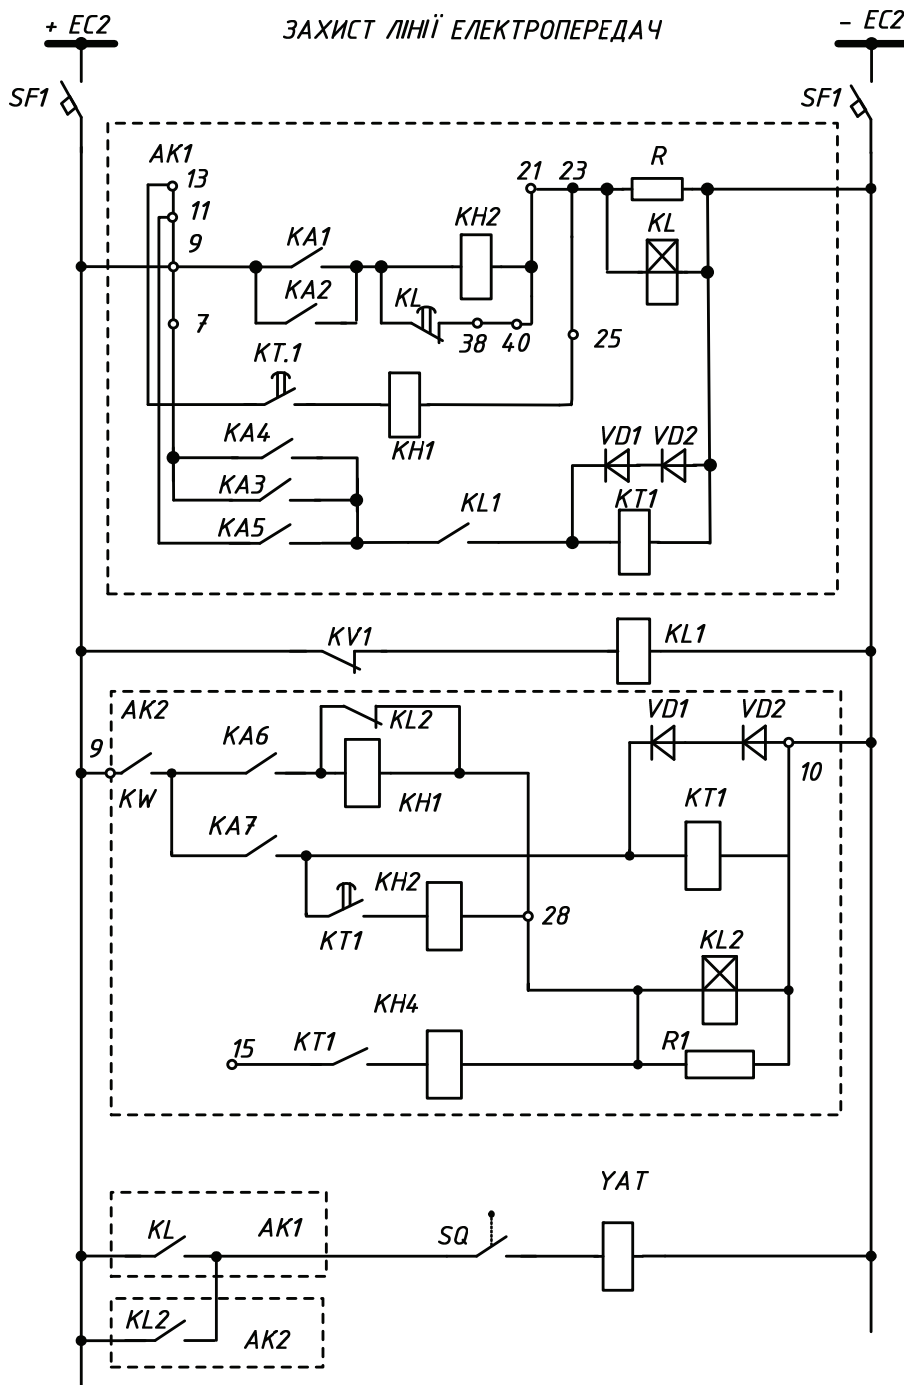 + EC2
ЗАХИСТ ЛІНІЇ ЕЛЕКТРОПЕРЕДАЧ
- EC2
SF1
SF1
AK1
13
11
9
7
KA1
KA2
KH2
KL
38
40
21
23
25
R
KL
KT.1
KH1
KA4
KA3
KA5
KL1
VD1
VD2
KT1
KV1
KL1
AK2
9
KW
KA6
KL2
KH1
VD1
VD2
10
KA7
KT1
KH2
KT1
28
KL2
KH4
15
KT1
R1
YAT
KL
AK1
SQ
KL2
AK2